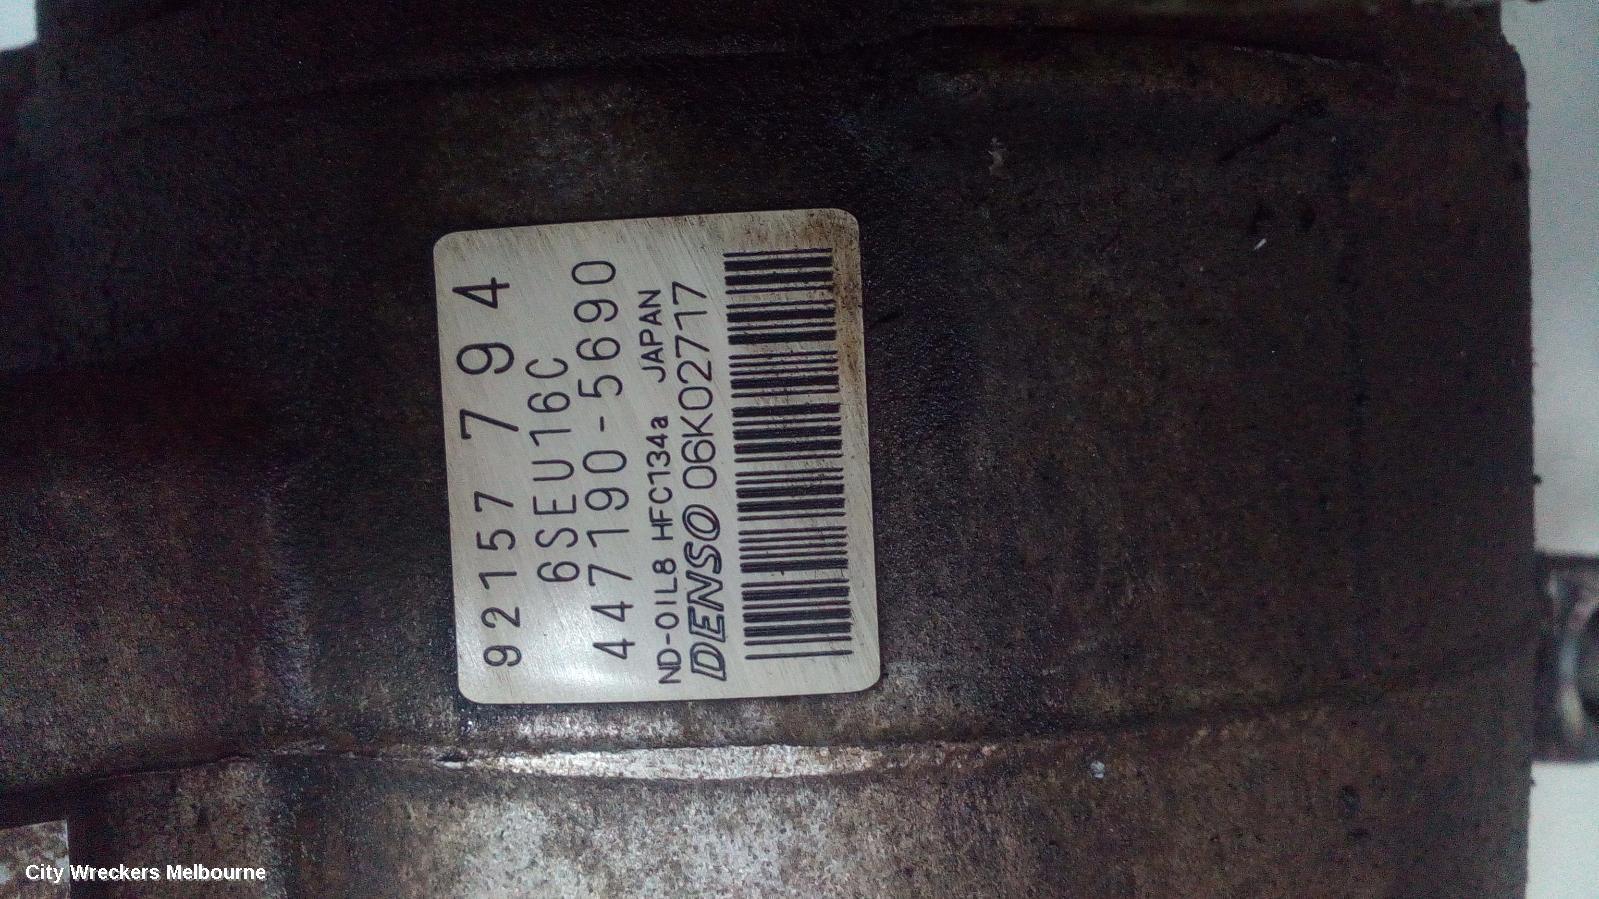 92157 794
6SEU16C
447190-5690
ND-OIL8 HFC134a JAPAN
DENSO 06K02717
City Wreckers Melbourne